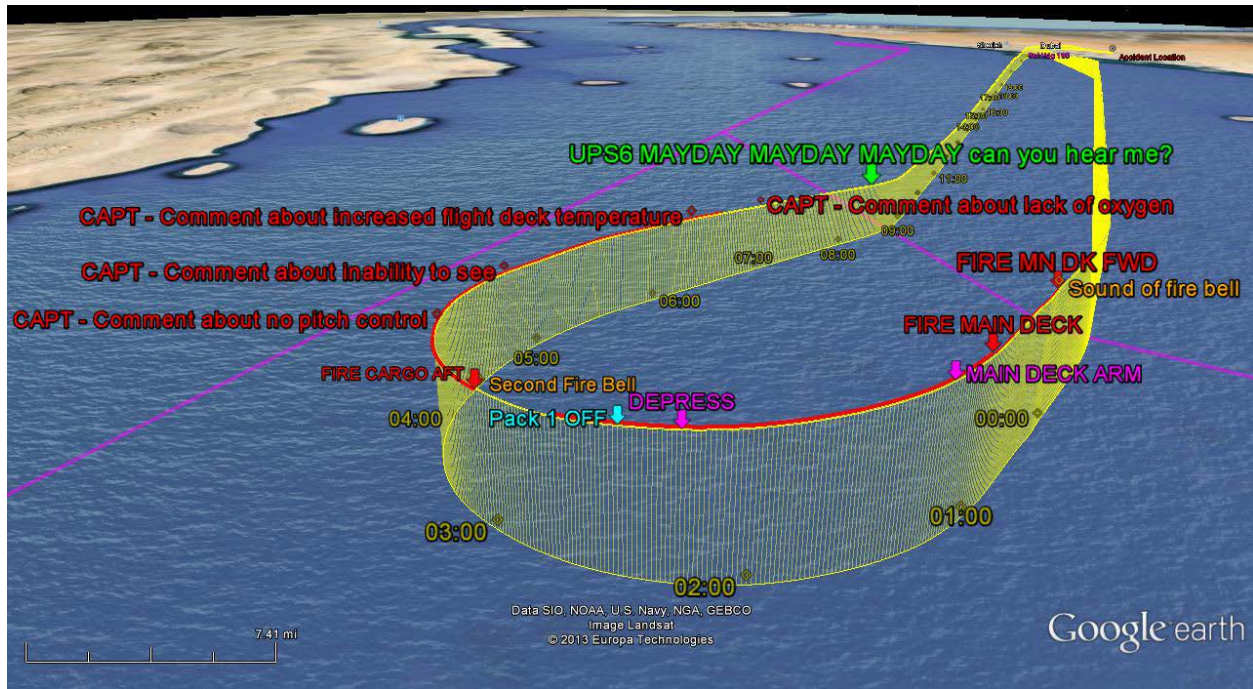 Sharjah
Dubai
Accident Location
UPS6 MAYDAY MAYDAY MAYDAY can you hear me?
11:00
CAPT - Comment about increased flight deck temperature
CAPT - Comment about lack of oxygen
09:00
07:00
08:00
FIRE MN DK FWD
CAPT - Comment about inability to see
Sound of fire bell
06:00
CAPT - Comment about no pitch control
FIRE MAIN DECK
05:00
FIRE CARGO AFT
Second Fire Bell
MAIN DECK ARM
DEPRESS
Pack 1 OFF
04:00
00:00
01:00
03:00
02:00
Data SIO, NOAA, U.S. Navy, NGA, GEBCO
Image Landsat
© 2013 Europa Technologies
7.41 mi
Google earth